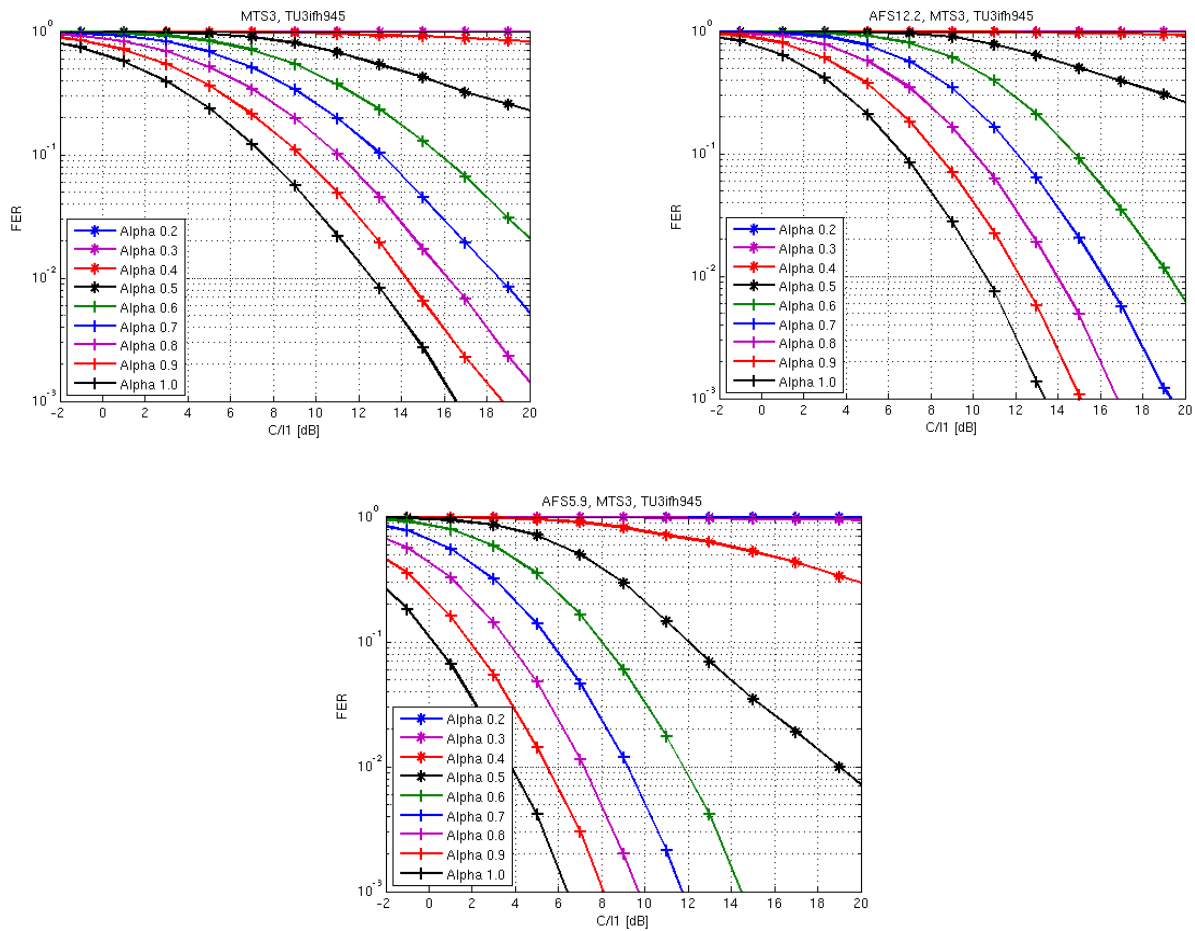 MTS3, TU3ifh945
10^0
10^-1
10^-2
10^-3
FER
Alpha 0.2
Alpha 0.3
Alpha 0.4
Alpha 0.5
Alpha 0.6
Alpha 0.7
Alpha 0.8
Alpha 0.9
Alpha 1.0
-2 0 2 4 6 8 10 12 14 16 18 20
C/I1 [dB]
AFS12.2, MTS3, TU3ifh945
10^0
10^-1
10^-2
10^-3
FER
Alpha 0.2
Alpha 0.3
Alpha 0.4
Alpha 0.5
Alpha 0.6
Alpha 0.7
Alpha 0.8
Alpha 0.9
Alpha 1.0
-2 0 2 4 6 8 10 12 14 16 18 20
C/I1 [dB]
AFS5.9, MTS3, TU3ifh945
10^0
10^-1
10^-2
10^-3
FER
Alpha 0.2
Alpha 0.3
Alpha 0.4
Alpha 0.5
Alpha 0.6
Alpha 0.7
Alpha 0.8
Alpha 0.9
Alpha 1.0
-2 0 2 4 6 8 10 12 14 16 18 20
C/I1 [dB]